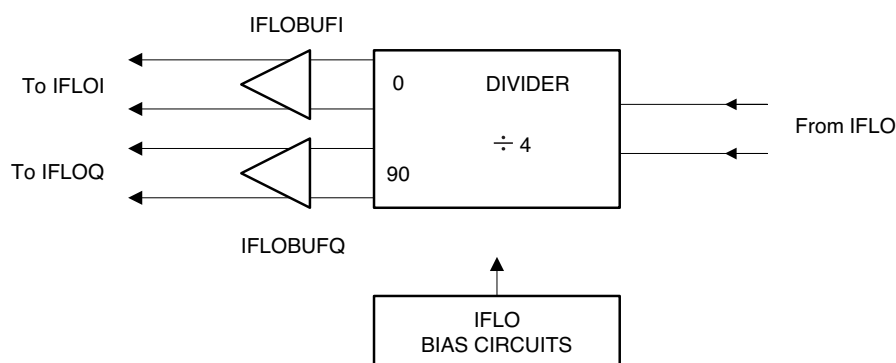 IFLOBUFI
To IFLOI
0
DIVIDER
÷ 4
From IFLO
To IFLOQ
90
IFLOBUFQ
IFLO
BIAS CIRCUITS